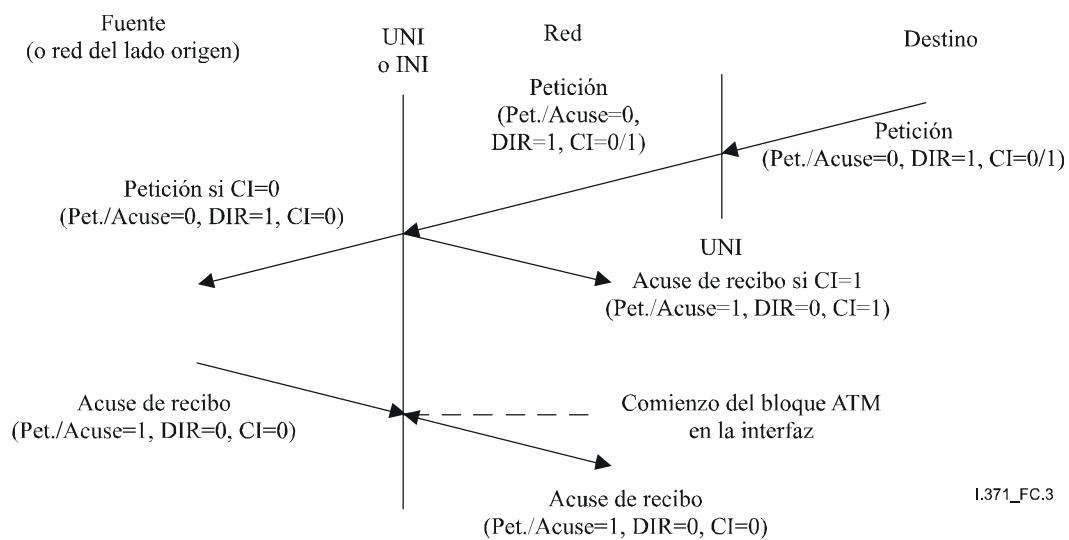 Fuente
(o red del lado origen)
UNI
o INI
Red
Destino
Petición
(Pet./Acuse=0,
DIR=1, CI=0/1)
Petición
(Pet./Acuse=0, DIR=1, CI=0/1)
Petición si CI=0
(Pet./Acuse=0, DIR=1, CI=0)
UNI
Acuse de recibo si CI=1
(Pet./Acuse=1, DIR=0, CI=1)
Acuse de recibo
(Pet./Acuse=1, DIR=0, CI=0)
Comienzo del bloque ATM
en la interfaz
Acuse de recibo
(Pet./Acuse=1, DIR=0, CI=0)
I.371_FC.3